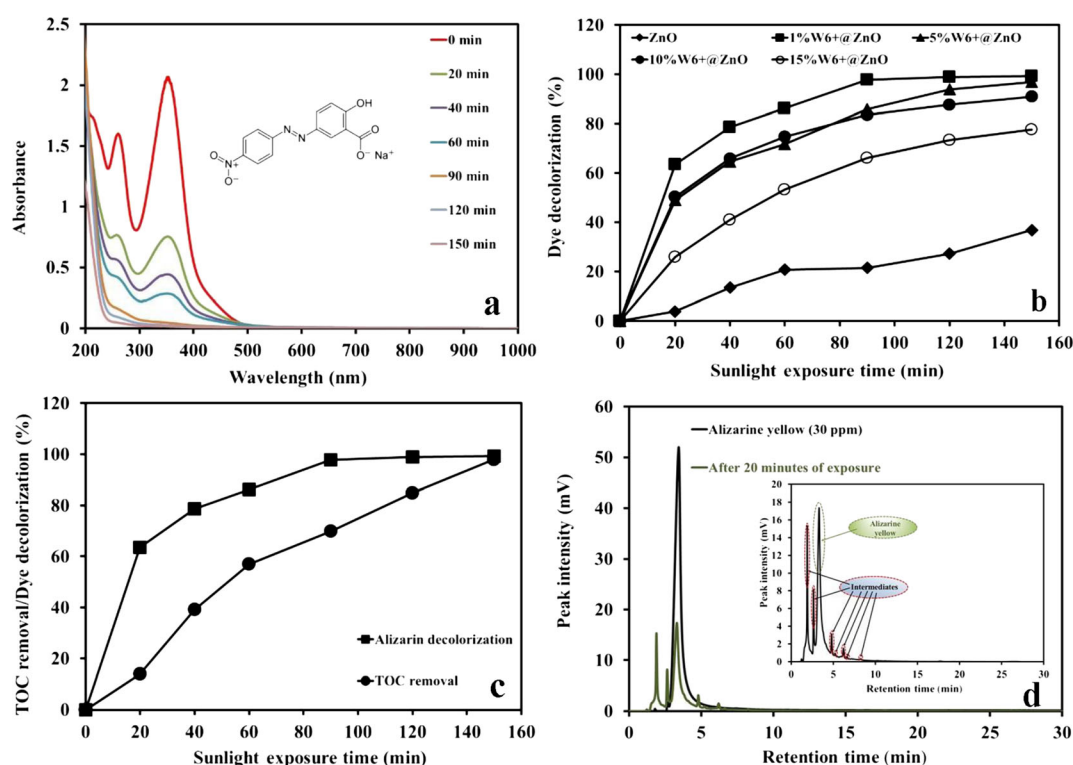 2.5
2
1.5
1
0.5
0
Absorbance
0 min
20 min
40 min
60 min
90 min
120 min
150 min
OH
N
N
O
O⁻ Na⁺
O
N⁺
O⁻
a
200 300 400 500 600 700 800 900 1000
Wavelength (nm)
120
100
80
60
40
20
0
Dye decolorization (%)
ZnO 1%W6+@ZnO 5%W6+@ZnO
10%W6+@ZnO 15%W6+@ZnO
b
0 20 40 60 80 100 120 140 160
Sunlight exposure time (min)
120
100
80
60
40
20
0
TOC removal/Dye decolorization (%)
Alizarin decolorization
TOC removal
c
0 20 40 60 80 100 120 140 160
Sunlight exposure time (min)
60
50
40
30
20
10
0
Peak intensity (mV)
Alizarine yellow (30 ppm)
After 20 minutes of exposure
20
18
16
14
12
10
8
6
4
2
0
Peak intensity (mV)
Alizarine
yellow
Intermediates
0 5 10 15 20 25 30
Retention time (min)
d
0 5 10 15 20 25 30
Retention time (min)